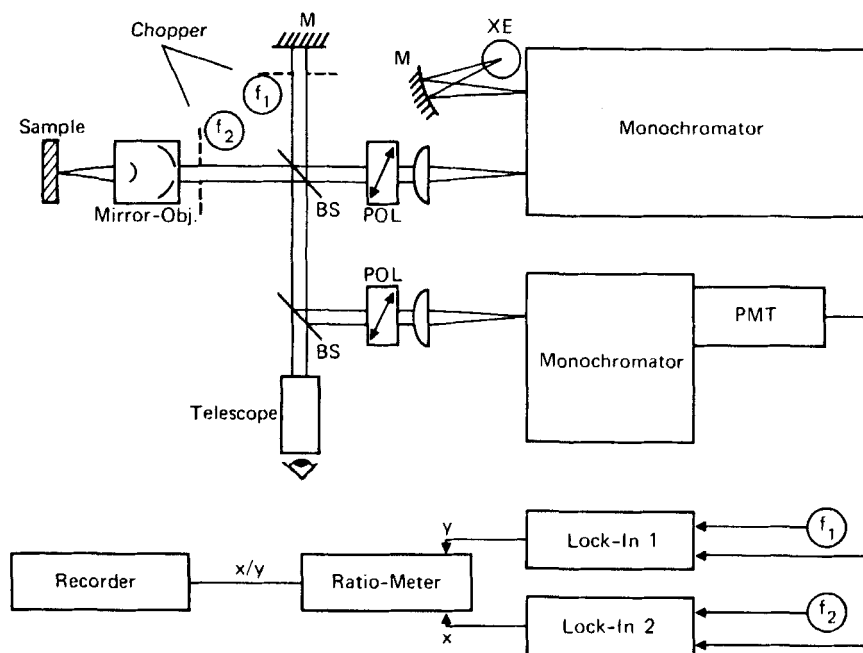 M
XE
Chopper
M
f₁
f₂
Sample
Monochromator
Mirror-Obj.
BS
POL
POL
BS
PMT
Monochromator
Telescope
y
Lock-In 1
f₁
Recorder
x/y
Ratio-Meter
x
Lock-In 2
f₂